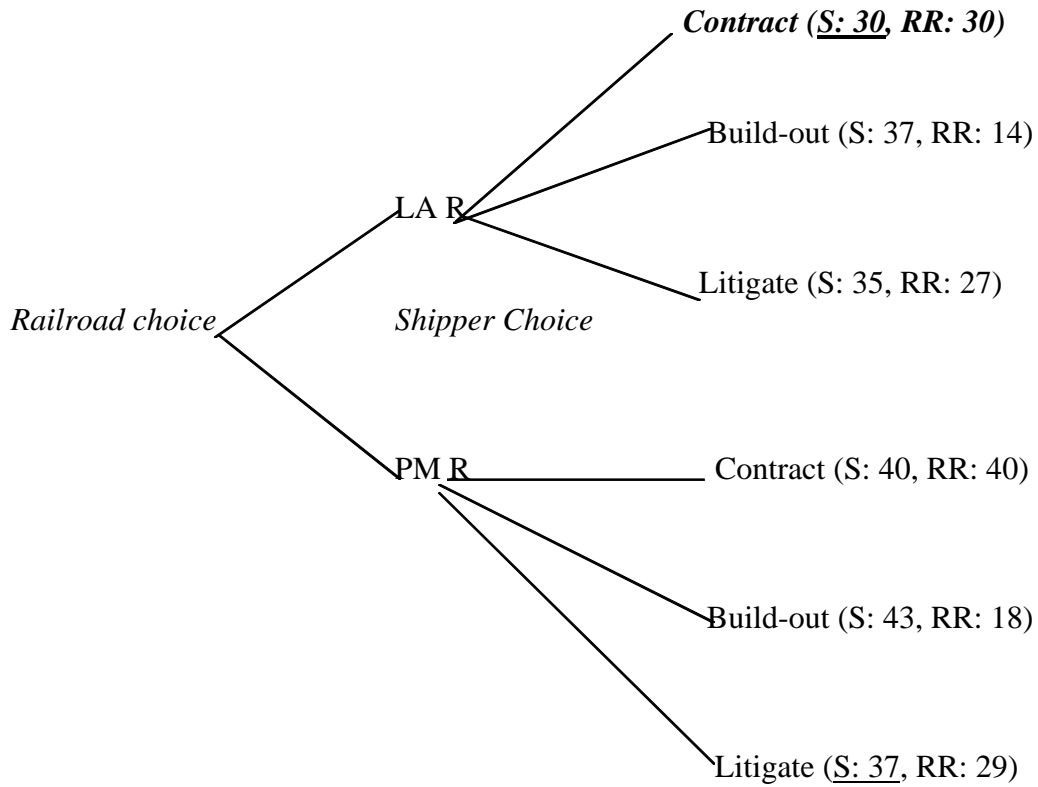 Contract (S: 30, RR: 30)
Build-out (S: 37, RR: 14)
LA R
Litigate (S: 35, RR: 27)
Railroad choice
Shipper Choice
PM R
Contract (S: 40, RR: 40)
Build-out (S: 43, RR: 18)
Litigate (S: 37, RR: 29)